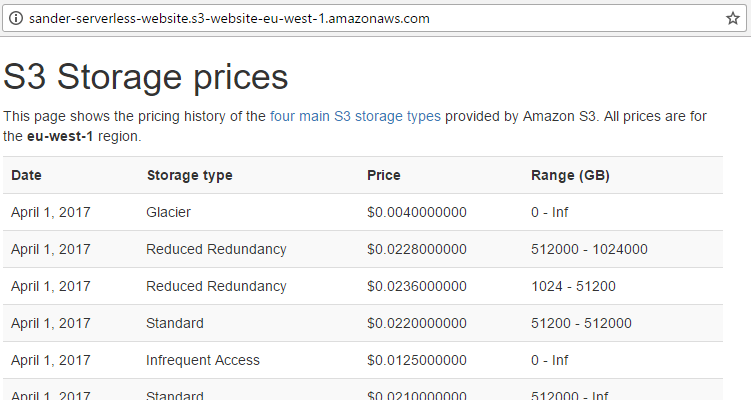 sander-serverless-website.s3-website-eu-west-1.amazonaws.com
S3 Storage prices
This page shows the pricing history of the four main S3 storage types provided by Amazon S3. All prices are for
the eu-west-1 region.
Date Storage type Price Range (GB)
April 1, 2017 Glacier $0.0040000000 0 - Inf
April 1, 2017 Reduced Redundancy $0.0228000000 512000 - 1024000
April 1, 2017 Reduced Redundancy $0.0236000000 1024 - 51200
April 1, 2017 Standard $0.0220000000 51200 - 512000
April 1, 2017 Infrequent Access $0.0125000000 0 - Inf
April 1, 2017 Standard $0.0210000000 512000 - Inf